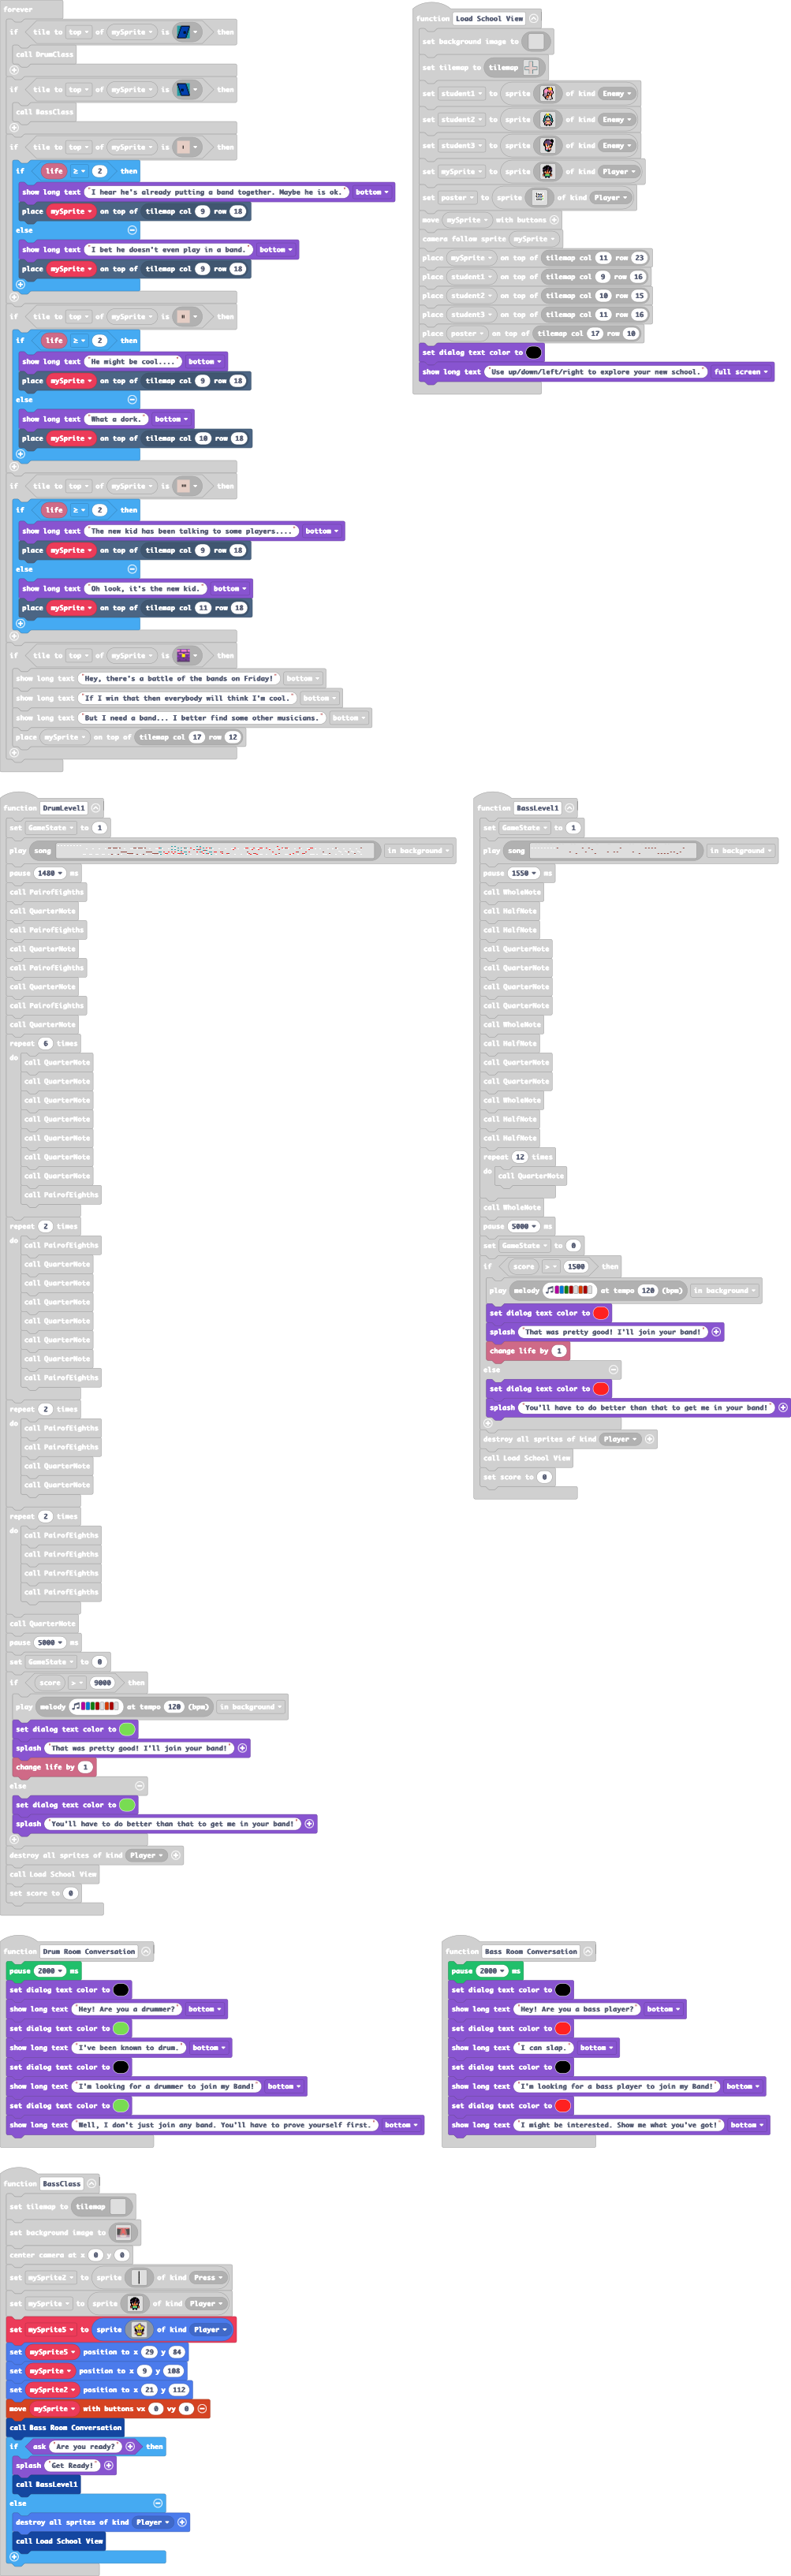 forever
if tile to top of mySprite is then
call DrumClass
if tile to top of mySprite is then
call BassClass
if tile to top of mySprite is then
if life ≥ 2 then
show long text "I hear he's already putting a band together. Maybe he is ok." bottom
place mySprite on top of tilemap col 9 row 18
else
show long text "I bet he doesn't even play in a band." bottom
place mySprite on top of tilemap col 9 row 18
if tile to top of mySprite is then
if life ≥ 2 then
show long text "He might be cool...." bottom
place mySprite on top of tilemap col 9 row 18
else
show long text "What a dork." bottom
place mySprite on top of tilemap col 10 row 18
if tile to top of mySprite is then
if life ≥ 2 then
show long text "The new kid has been talking to some players...." bottom
place mySprite on top of tilemap col 9 row 18
else
show long text "Oh look, it's the new kid." bottom
place mySprite on top of tilemap col 11 row 18
if tile to top of mySprite is then
show long text "Hey, there's a battle of the bands on Friday!" bottom
show long text "If I win that then everybody will think I'm cool." bottom
show long text "But I need a band... I better find some other musicians." bottom
place mySprite on top of tilemap col 17 row 12
function Load School View
set background image to
set tilemap to tilemap
set student1 to sprite of kind Enemy
set student2 to sprite of kind Enemy
set student3 to sprite of kind Enemy
set mySprite to sprite of kind Player
set poster to sprite of kind Player
move mySprite with buttons
camera follow sprite mySprite
place mySprite on top of tilemap col 11 row 23
place student1 on top of tilemap col 9 row 16
place student2 on top of tilemap col 10 row 15
place student3 on top of tilemap col 11 row 16
place poster on top of tilemap col 17 row 10
set dialog text color to
show long text "Use up/down/left/right to explore your new school." full screen
function DrumLevel1
set GameState to 1
play song in background
pause 1480 ms
call PairofEighths
call QuarterNote
call PairofEighths
call QuarterNote
call PairofEighths
call QuarterNote
call PairofEighths
call QuarterNote
repeat 6 times
do call QuarterNote
call QuarterNote
call QuarterNote
call QuarterNote
call QuarterNote
call QuarterNote
call QuarterNote
call PairofEighths
repeat 2 times
do call PairofEighths
call QuarterNote
call QuarterNote
call QuarterNote
call QuarterNote
call QuarterNote
call QuarterNote
call PairofEighths
repeat 2 times
do call PairofEighths
call PairofEighths
call QuarterNote
call QuarterNote
repeat 2 times
do call PairofEighths
call PairofEighths
call PairofEighths
call PairofEighths
call QuarterNote
pause 5000 ms
set GameState to 0
if score > 9000 then
play melody at tempo 120 (bpm) in background
set dialog text color to
splash "That was pretty good! I'll join your band!"
change life by 1
else
set dialog text color to
splash "You'll have to do better than that to get me in your band!"
destroy all sprites of kind Player
call Load School View
set score to 0
function BassLevel1
set GameState to 1
play song in background
pause 1550 ms
call WholeNote
call HalfNote
call HalfNote
call QuarterNote
call QuarterNote
call QuarterNote
call QuarterNote
call WholeNote
call HalfNote
call QuarterNote
call QuarterNote
call WholeNote
call HalfNote
call HalfNote
repeat 12 times
do call QuarterNote
call WholeNote
pause 5000 ms
set GameState to 0
if score > 1500 then
play melody at tempo 120 (bpm) in background
set dialog text color to
splash "That was pretty good! I'll join your band!"
change life by 1
else
set dialog text color to
splash "You'll have to do better than that to get me in your band!"
destroy all sprites of kind Player
call Load School View
set score to 0
function Drum Room Conversation
pause 2000 ms
set dialog text color to
show long text "Hey! Are you a drummer?" bottom
set dialog text color to
show long text "I've been known to drum." bottom
set dialog text color to
show long text "I'm looking for a drummer to join my Band!" bottom
set dialog text color to
show long text "Well, I don't just join any band. You'll have to prove yourself first." bottom
function Bass Room Conversation
pause 2000 ms
set dialog text color to
show long text "Hey! Are you a bass player?" bottom
set dialog text color to
show long text "I can slap." bottom
set dialog text color to
show long text "I'm looking for a bass player to join my Band!" bottom
set dialog text color to
show long text "I might be interested. Show me what you've got!" bottom
function BassClass
set tilemap to tilemap
set background image to
center camera at x 0 y 0
set mySprite2 to sprite of kind Press
set mySprite to sprite of kind Player
set mySprite5 to sprite of kind Player
set mySprite5 position to x 29 y 84
set mySprite position to x 9 y 108
set mySprite2 position to x 21 y 112
move mySprite with buttons vx 0 vy 0
call Bass Room Conversation
if ask "Are you ready?" then
splash "Get Ready!"
call BassLevel1
else
destroy all sprites of kind Player
call Load School View